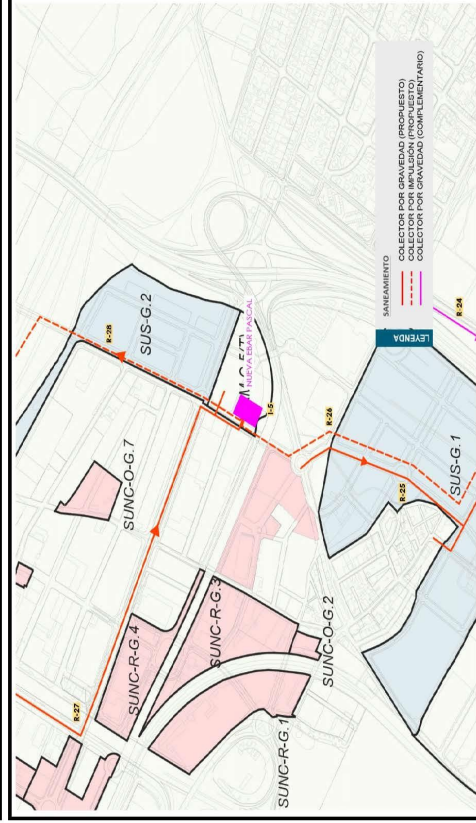 R-27
R-28
SUNC-O-G.7
SUNC-R-G.4
SUS-G.2
SUNC-R-G.3
NUEVA EBAR PASCAL
I-5
SUNC-R-G.1
SUNC-O-G.2
R-26
LEYENDA
SANEAMIENTO
COLECTOR POR GRAVEDAD (PROPUESTO)
COLECTOR POR IMPULSIÓN (PROPUESTO)
COLECTOR POR GRAVEDAD (COMPLEMENTARIO)
R-25
SUS-G.1
R-24